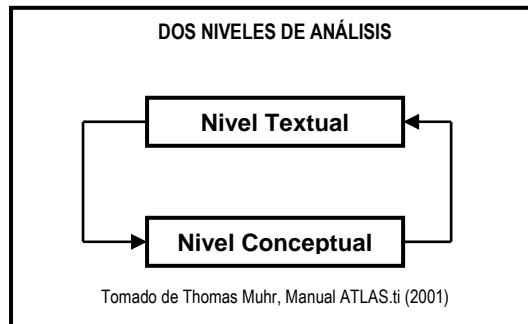 DOS NIVELES DE ANÁLISIS
Nivel Textual
Nivel Conceptual
Tomado de Thomas Muhr, Manual ATLAS.ti (2001)